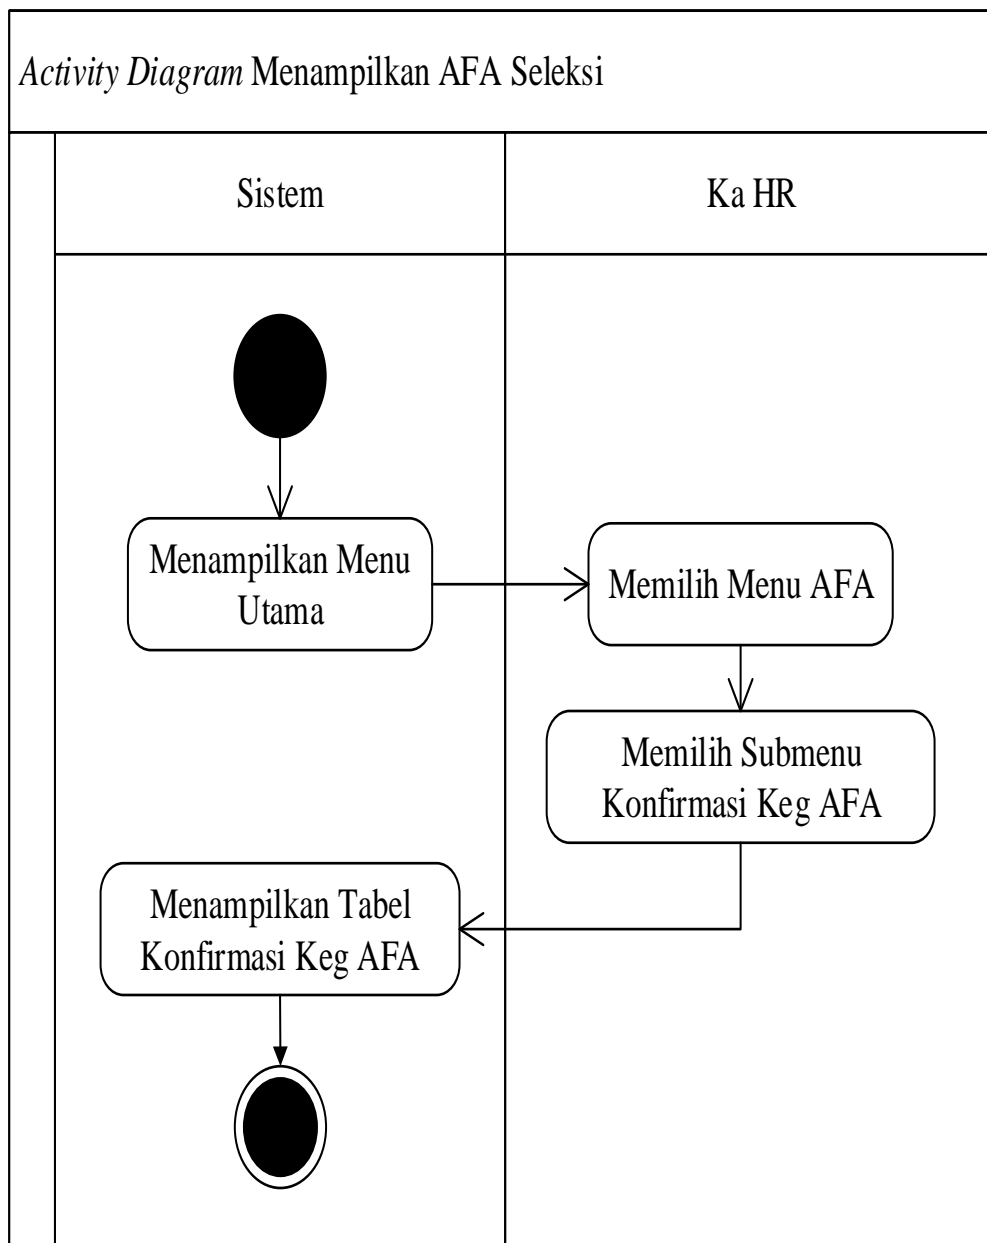 Activity Diagram Menampilkan AFA Seleksi
Sistem
Ka HR
Menampilkan Menu
Utama
Memilih Menu AFA
Memilih Submenu
Konfirmasi Keg AFA
Menampilkan Tabel
Konfirmasi Keg AFA